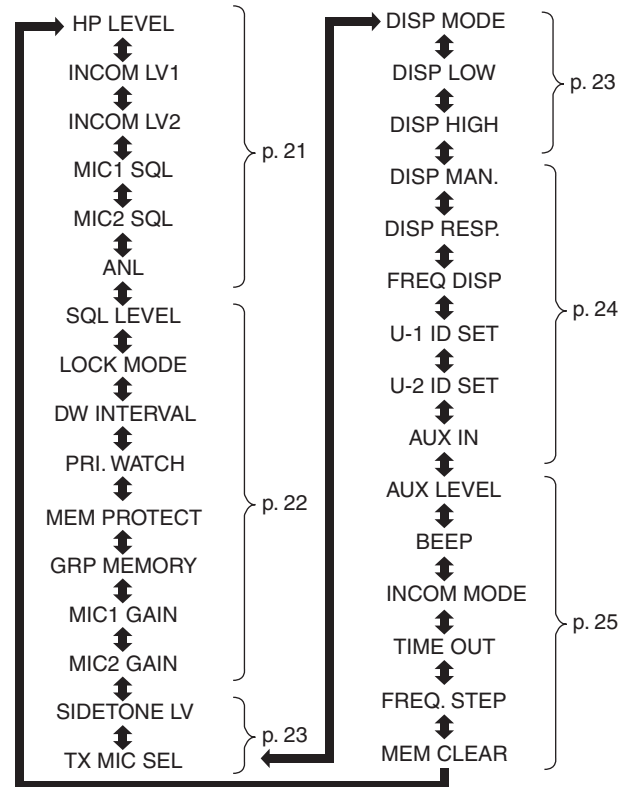 HP LEVEL
INCOM LV1
INCOM LV2
MIC1 SQL
MIC2 SQL
ANL
p. 21
SQL LEVEL
LOCK MODE
DW INTERVAL
PRI. WATCH
MEM PROTECT
GRP MEMORY
MIC1 GAIN
MIC2 GAIN
p. 22
SIDETONE LV
TX MIC SEL
p. 23
DISP MODE
DISP LOW
DISP HIGH
p. 23
DISP MAN.
DISP RESP.
FREQ DISP
U-1 ID SET
U-2 ID SET
AUX IN
p. 24
AUX LEVEL
BEEP
INCOM MODE
TIME OUT
FREQ. STEP
MEM CLEAR
p. 25